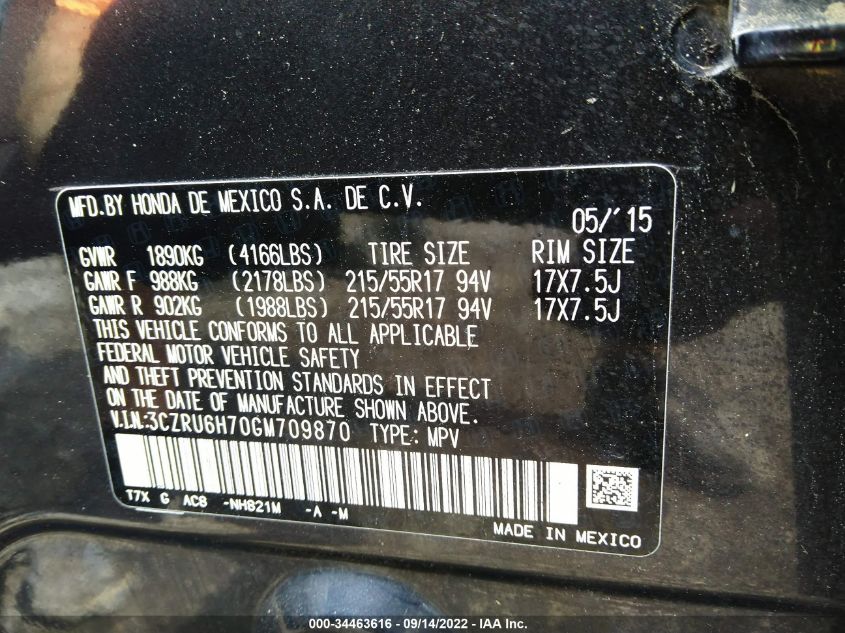 MFD.BY HONDA DE MEXICO S.A. DE C.V.
05/'15
GVWR 1890KG (4166LBS) TIRE SIZE RIM SIZE
GAWR F 988KG (2178LBS) 215/55R17 94V 17X7.5J
GAWR R 902KG (1988LBS) 215/55R17 94V 17X7.5J
THIS VEHICLE CONFORMS TO ALL APPLICABLE
FEDERAL MOTOR VEHICLE SAFETY
AND THEFT PREVENTION STANDARDS IN EFFECT
ON THE DATE OF MANUFACTURE SHOWN ABOVE.
V.I.N:3CZRU6H70GM709870 TYPE: MPV
T7X G AC8 -NH821M -A -M
MADE IN MEXICO
000-34463616 - 09/14/2022 - IAA Inc.